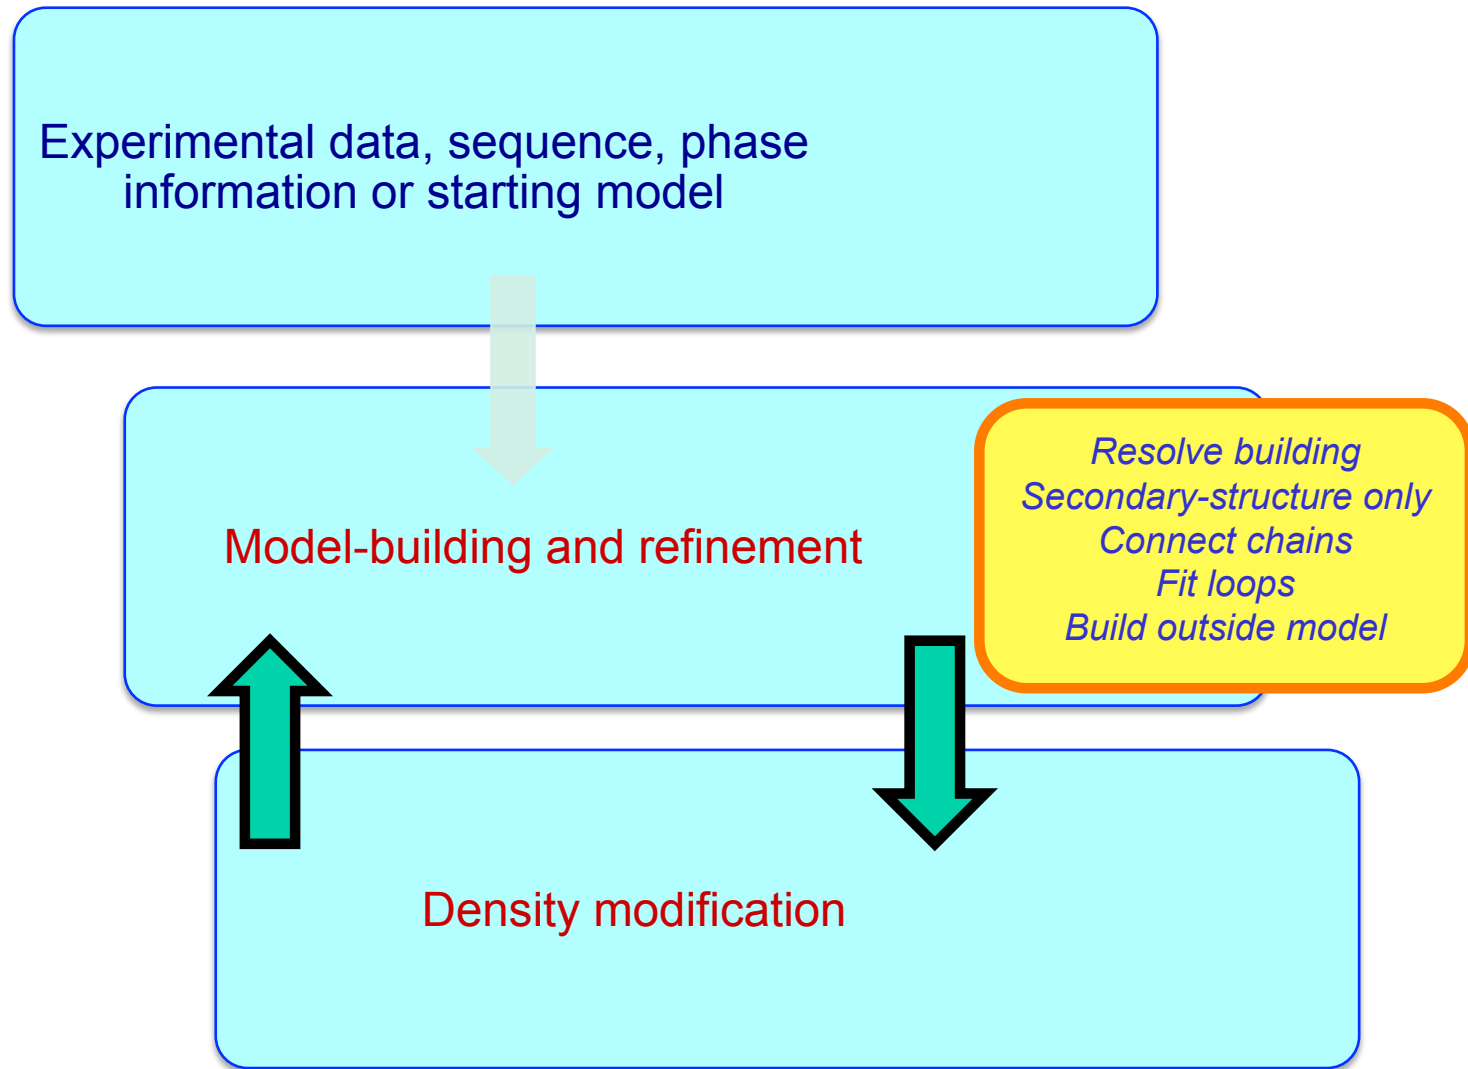 Experimental data, sequence, phase
information or starting model
Model-building and refinement
Resolve building
Secondary-structure only
Connect chains
Fit loops
Build outside model
Density modification